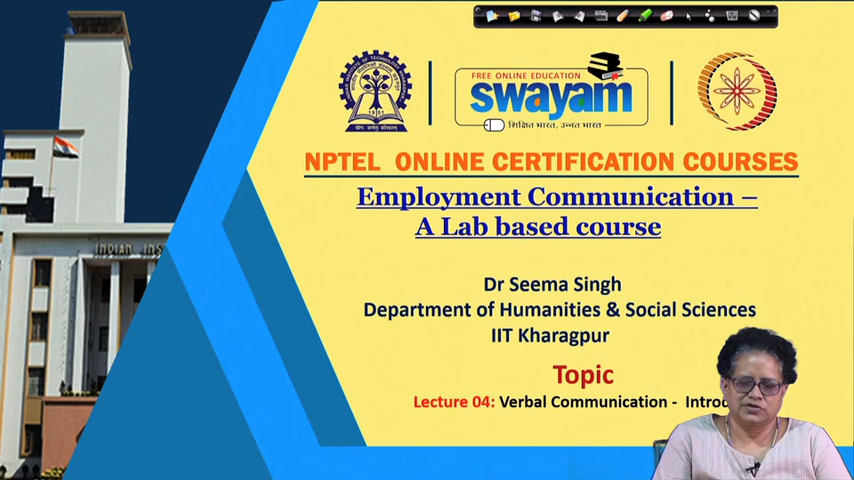 FREE ONLINE EDUCATION
swayam
शिक्षित भारत, उन्नत भारत
NPTEL ONLINE CERTIFICATION COURSES
Employment Communication –
A Lab based course
Dr Seema Singh
Department of Humanities & Social Sciences
IIT Kharagpur
Topic
Lecture 04: Verbal Communication - Introd
INDIAN INS